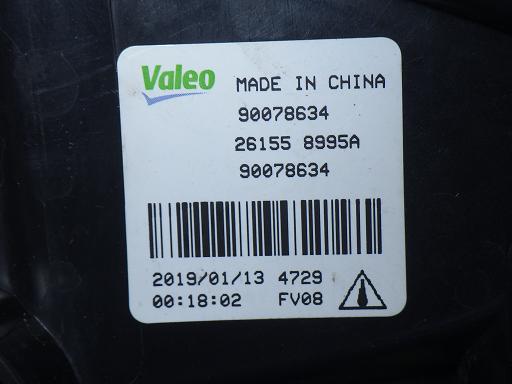 Valeo MADE IN CHINA
90078634
26155 8995A
90078634
2019/01/13 4729
00:18:02 FV08